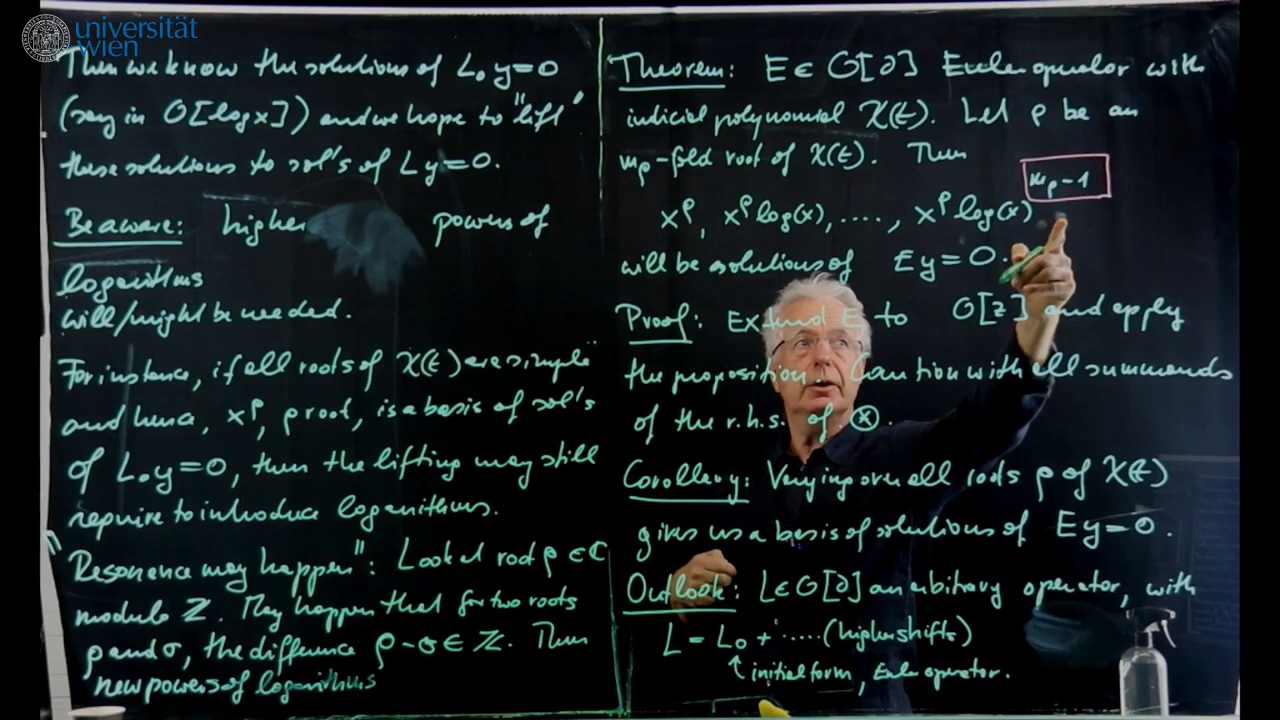 universität
wien
Then we know the solutions of L₀y=0
(say in O[log x]) and we hope to "lift"
these solutions to sol's of Ly=0.
Beaware: higher powers of
logarithms
will/might be needed.
For instance, if all roots of χ(t) are simple
and hence, x^ρ, ρ root, is a basis of sol's
of L₀y=0, then the lifting may still
require to introduce logarithms.
"Resonance may happen": Look at root ρ ∈ ℂ
modulo ℤ. May happen that for two roots
ρ and σ, the difference ρ-σ ∈ ℤ. Then
new powers of logarithms
Theorem: E ∈ O[∂] Euler operator with
indicial polynomial χ(t). Let ρ be an
m_ρ-fold root of χ(t). Then
m_ρ-1
x^ρ, x^ρ log(x), ...., x^ρ log(x)
will be solutions of Ey=0.
Proof: Extend E to O[z] and apply
the proposition. Caution with all summands
of the r.h.s. of ⊗.
Corollary: Varying over all roots ρ of χ(t)
gives us a basis of solutions of Ey=0.
Outlook: L∈O[∂] an arbitrary operator, with
L = L₀ + ..... (higher shifts)
↑ initial form, Euler operator.